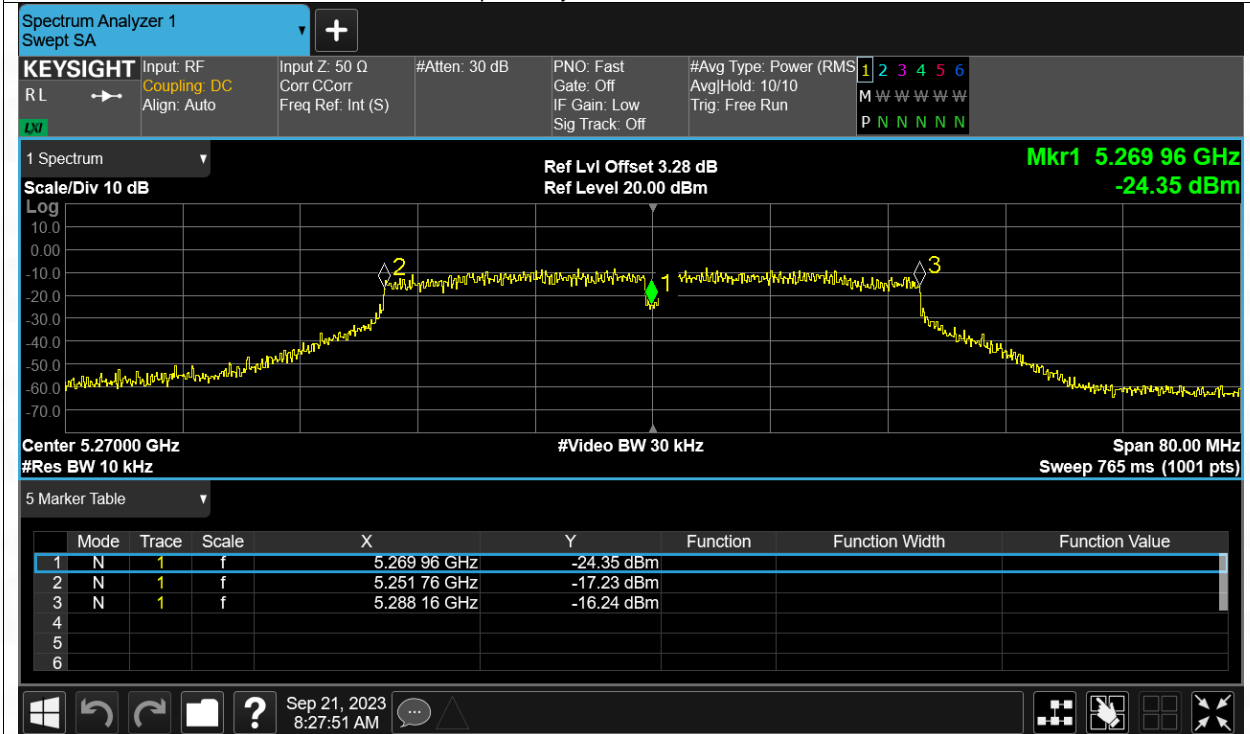 Spectrum Analyzer 1
Swept SA
+
KEYSIGHT Input: RF Input Z: 50 Ω #Atten: 30 dB PNO: Fast #Avg Type: Power (RMS 1 2 3 4 5 6
R L Coupling: DC Corr CCorr Gate: Off Avg|Hold: 10/10 M W W W W W
Align: Auto Freq Ref: Int (S) IF Gain: Low Trig: Free Run
LXI Sig Track: Off P N N N N N
1 Spectrum Ref Lvl Offset 3.28 dB Mkr1 5.269 96 GHz
Scale/Div 10 dB Ref Level 20.00 dBm -24.35 dBm
Log
10.0
0.00
-10.0 2 3
-20.0 1
-30.0
-40.0
-50.0
-60.0
-70.0
Center 5.27000 GHz #Video BW 30 kHz Span 80.00 MHz
#Res BW 10 kHz Sweep 765 ms (1001 pts)
5 Marker Table
Mode Trace Scale X Y Function Function Width Function Value
1 N 1 f 5.269 96 GHz -24.35 dBm
2 N 1 f 5.251 76 GHz -17.23 dBm
3 N 1 f 5.288 16 GHz -16.24 dBm
4
5
6
? Sep 21, 2023
8:27:51 AM